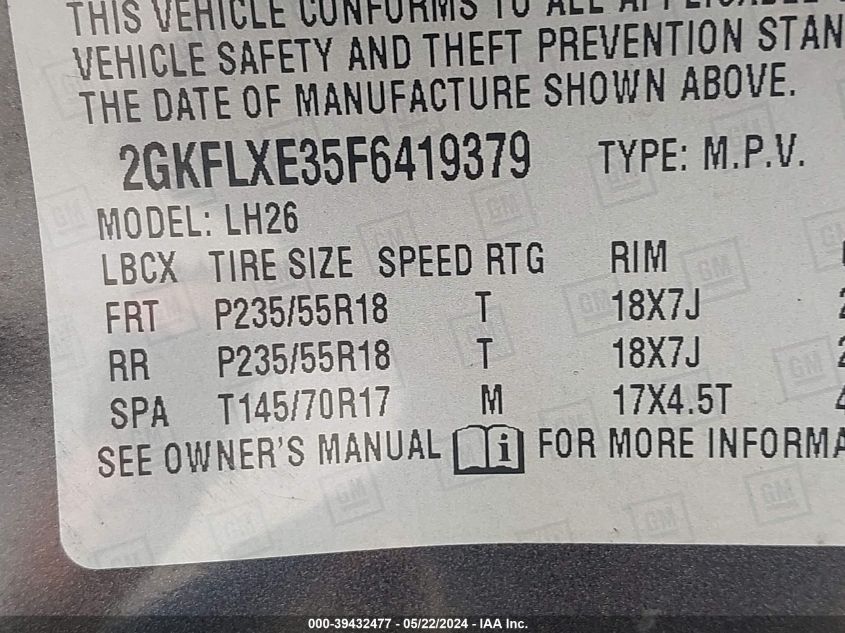 THIS VEHICLE CONFORMS TO ALL
VEHICLE SAFETY AND THEFT PREVENTION STAN
THE DATE OF MANUFACTURE SHOWN ABOVE.
2GKFLXE35F6419379 TYPE: M.P.V.
MODEL: LH26
LBCX TIRE SIZE SPEED RTG RIM
FRT P235/55R18 T 18X7J
RR P235/55R18 T 18X7J
SPA T145/70R17 M 17X4.5T
SEE OWNER'S MANUAL i FOR MORE INFORMA
000-39432477 - 05/22/2024 - IAA Inc.